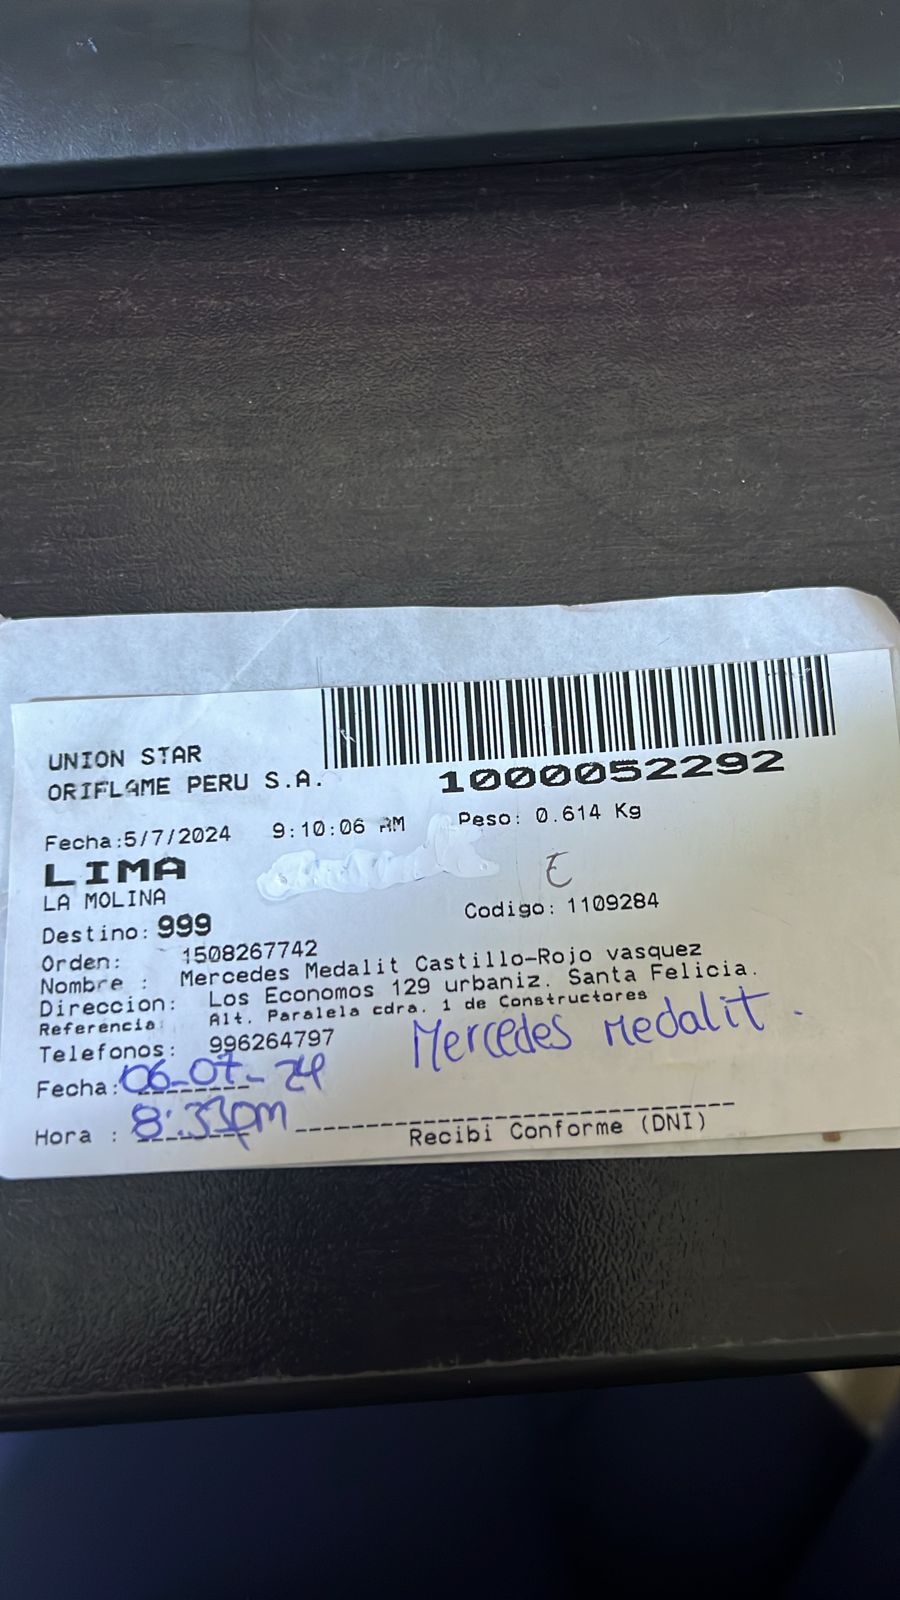 UNION STAR
ORIFLAME PERU S.A.
1000052292
Fecha:5/7/2024 9:10:06 AM Peso: 0.614 Kg
LIMA
E
LA MOLINA
Codigo: 1109284
Destino: 999
Orden: 1508267742
Nombre : Mercedes Medalit Castillo-Rojo vasquez
Direccion: Los Economos 129 urbaniz. Santa Felicia.
Referencia: Alt. Paralela cdra. 1 de Constructores
Telefonos: 996264797
Mercedes Medalit.
Fecha: 06-07-24
Hora : 8:33pm
Recibi Conforme (DNI)